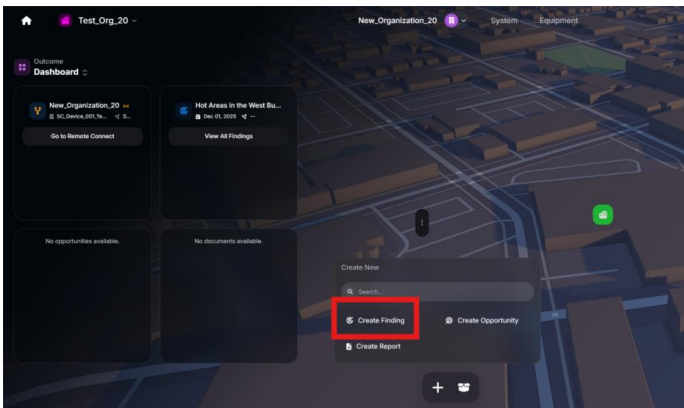 Test_Org_20
New_Organization_20
System
Equipment
Outcome
Dashboard
New_Organization_20
SC_Device_001_Te... S...
Go to Remote Connect
Hot Areas in the West Bu...
Dec 01, 2025 --
View All Findings
No opportunities available.
No documents available.
Create New
Search...
Create Finding
Create Opportunity
Create Report